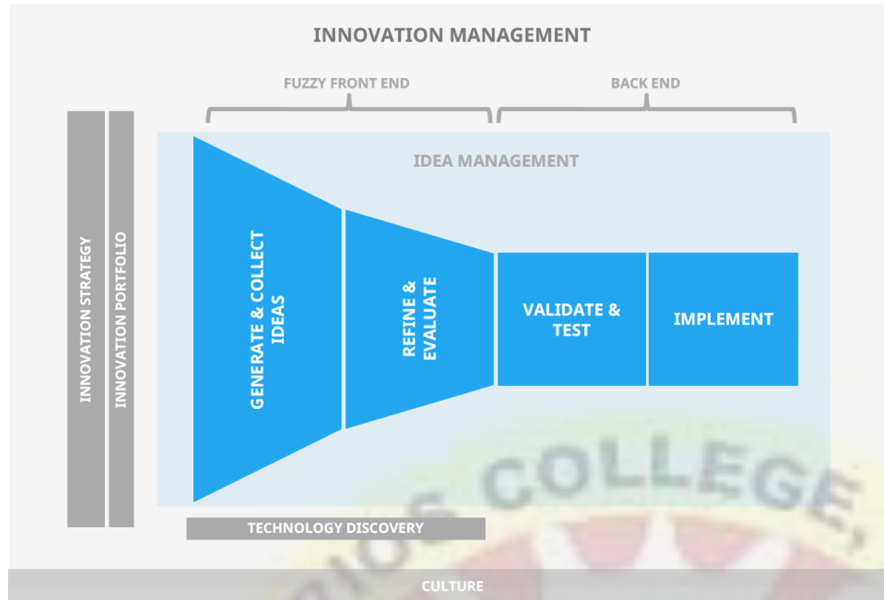 INNOVATION MANAGEMENT
FUZZY FRONT END
BACK END
IDEA MANAGEMENT
INNOVATION STRATEGY
INNOVATION PORTFOLIO
GENERATE & COLLECT
IDEAS
REFINE &
EVALUATE
VALIDATE &
TEST
IMPLEMENT
TECHNOLOGY DISCOVERY
CULTURE
COLLEGE,